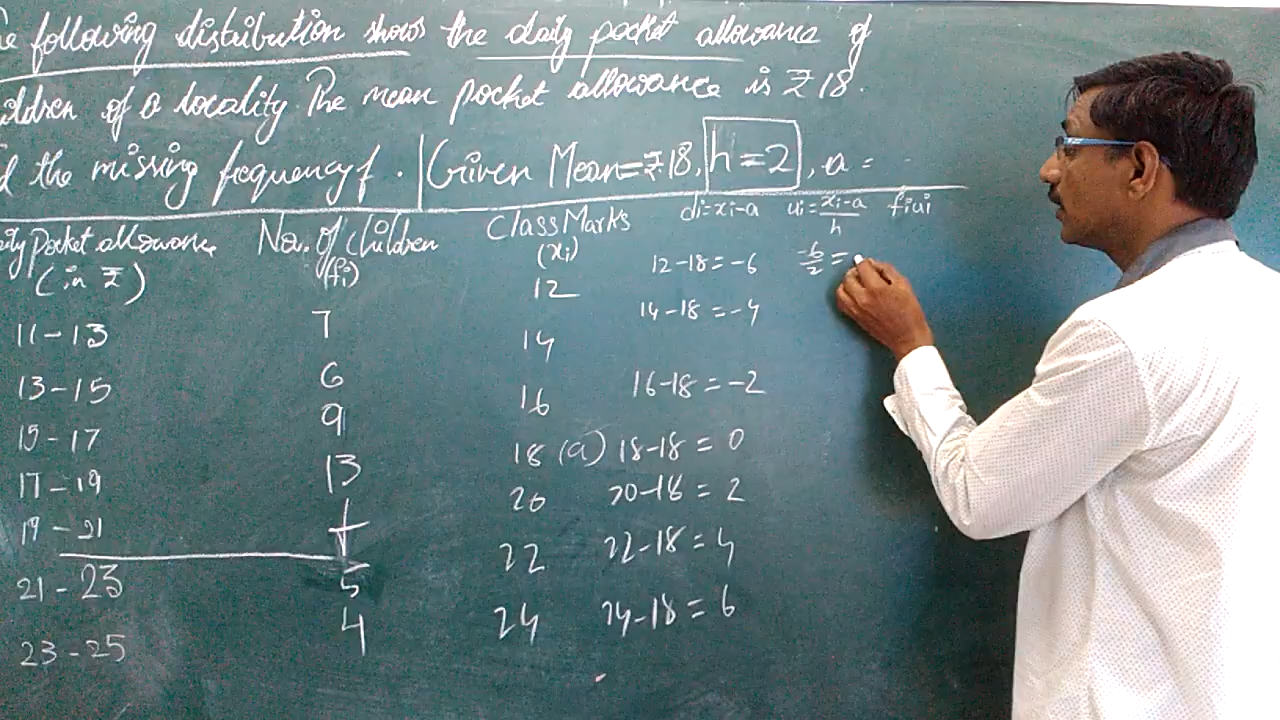 following distribution shows the daily pocket allowance of
ildren of a locality. The mean pocket allowance is ₹18.
d the missing frequency f. Given Mean=₹18, h=2, a =
Pocket allowance No. of children Class Marks di=xi-a ui=xi-a/h fiui
(in ₹) (fi) (xi)
11-13 7 12 12-18=-6 -6/2=
13-15 6 14 14-18=-4
15-17 9 16 16-18=-2
17-19 13 18 (a) 18-18=0
19-21 f 20 20-18=2
21-23 5 22 22-18=4
23-25 4 24 24-18=6